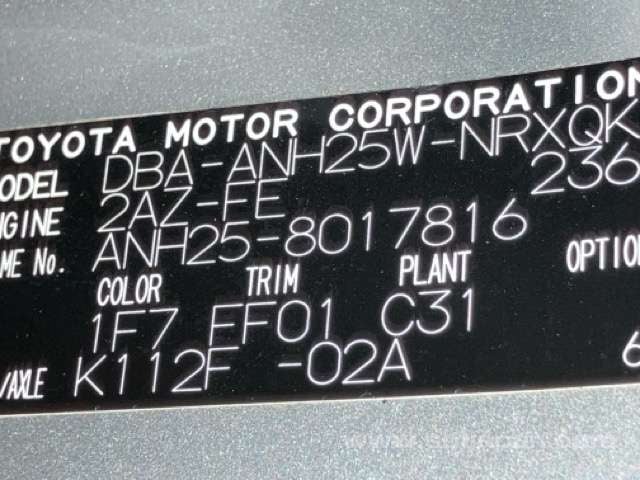 TOYOTA MOTOR CORPORATION
MODEL DBA-ANH25W-NRXQK
ENGINE 2AZ-FE 236
ME No. ANH25-8017816
COLOR TRIM PLANT OPTION
1F7 FF01 C31
/AXLE K112F -02A 6